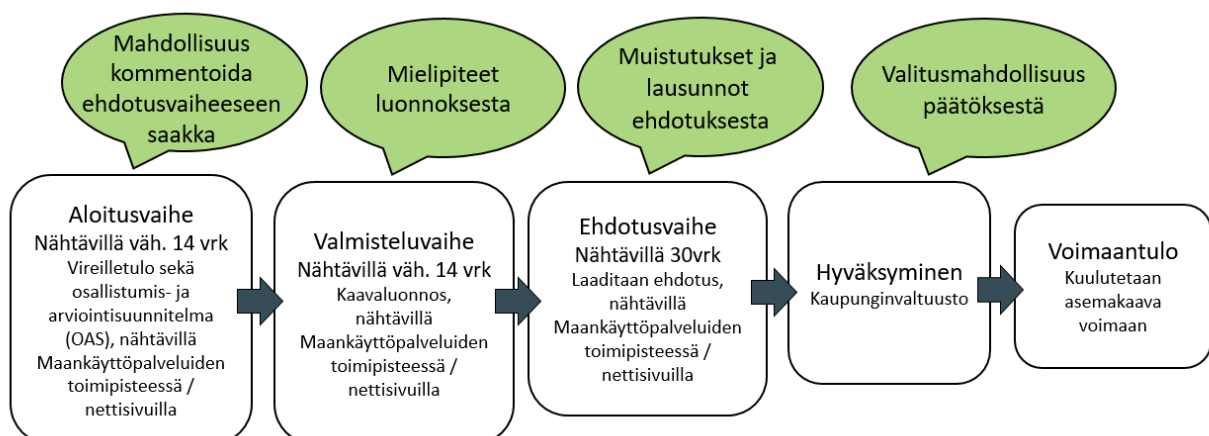 Mahdollisuus
kommentoida
ehdotusvaiheeseen
saakka
Mielipiteet
luonnoksesta
Muistutukset ja
lausunnot
ehdotuksesta
Valitusmahdollisuus
päätöksestä
Aloitusvaihe
Nähtävillä väh. 14 vrk
Vireilletulo sekä
osallistumis- ja
arviointisuunnitelma
(OAS), nähtävillä
Maankäyttöpalveluiden
toimipisteessä /
nettisivuilla
Valmisteluvaihe
Nähtävillä väh. 14 vrk
Kaavaluonnos,
nähtävillä
Maankäyttöpalveluiden
toimipisteessä /
nettisivuilla
Ehdotusvaihe
Nähtävillä 30vrk
Laaditaan ehdotus,
nähtävillä
Maankäyttöpalveluiden
toimipisteessä /
nettisivuilla
Hyväksyminen
Kaupunginvaltuusto
Voimaantulo
Kuulutetaan
asemakaava
voimaan